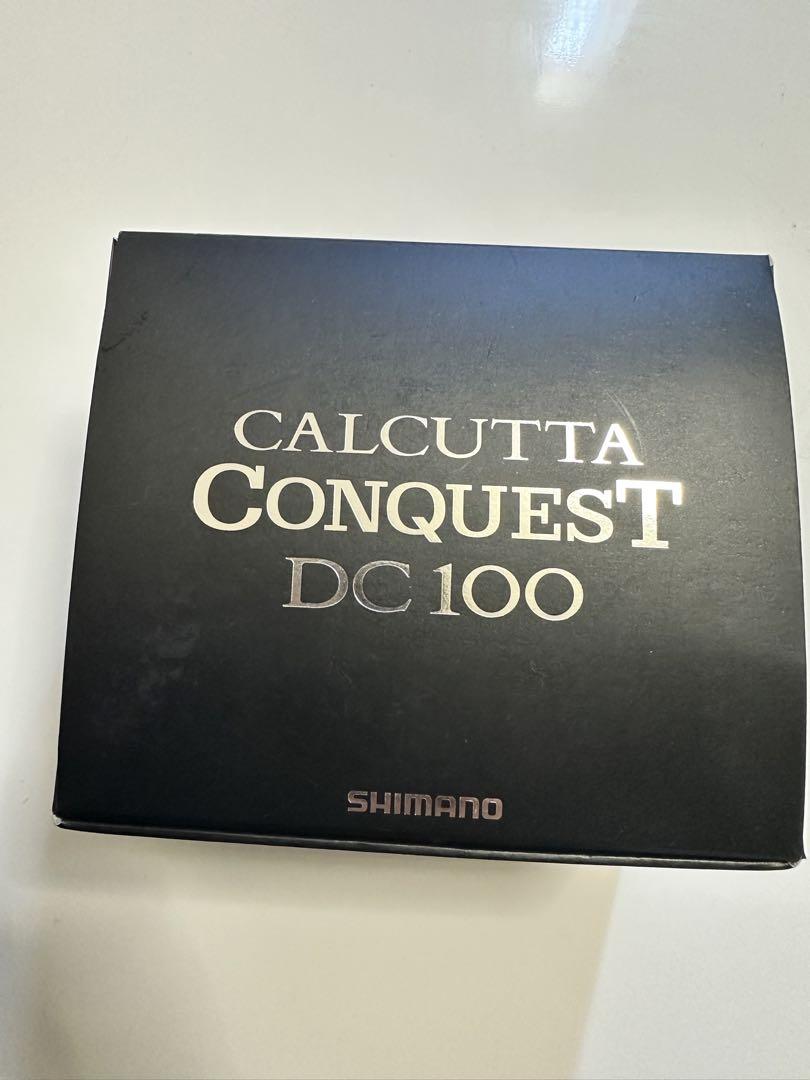 CALCUTTA
CONQUEST
DC 100
SHIMANO